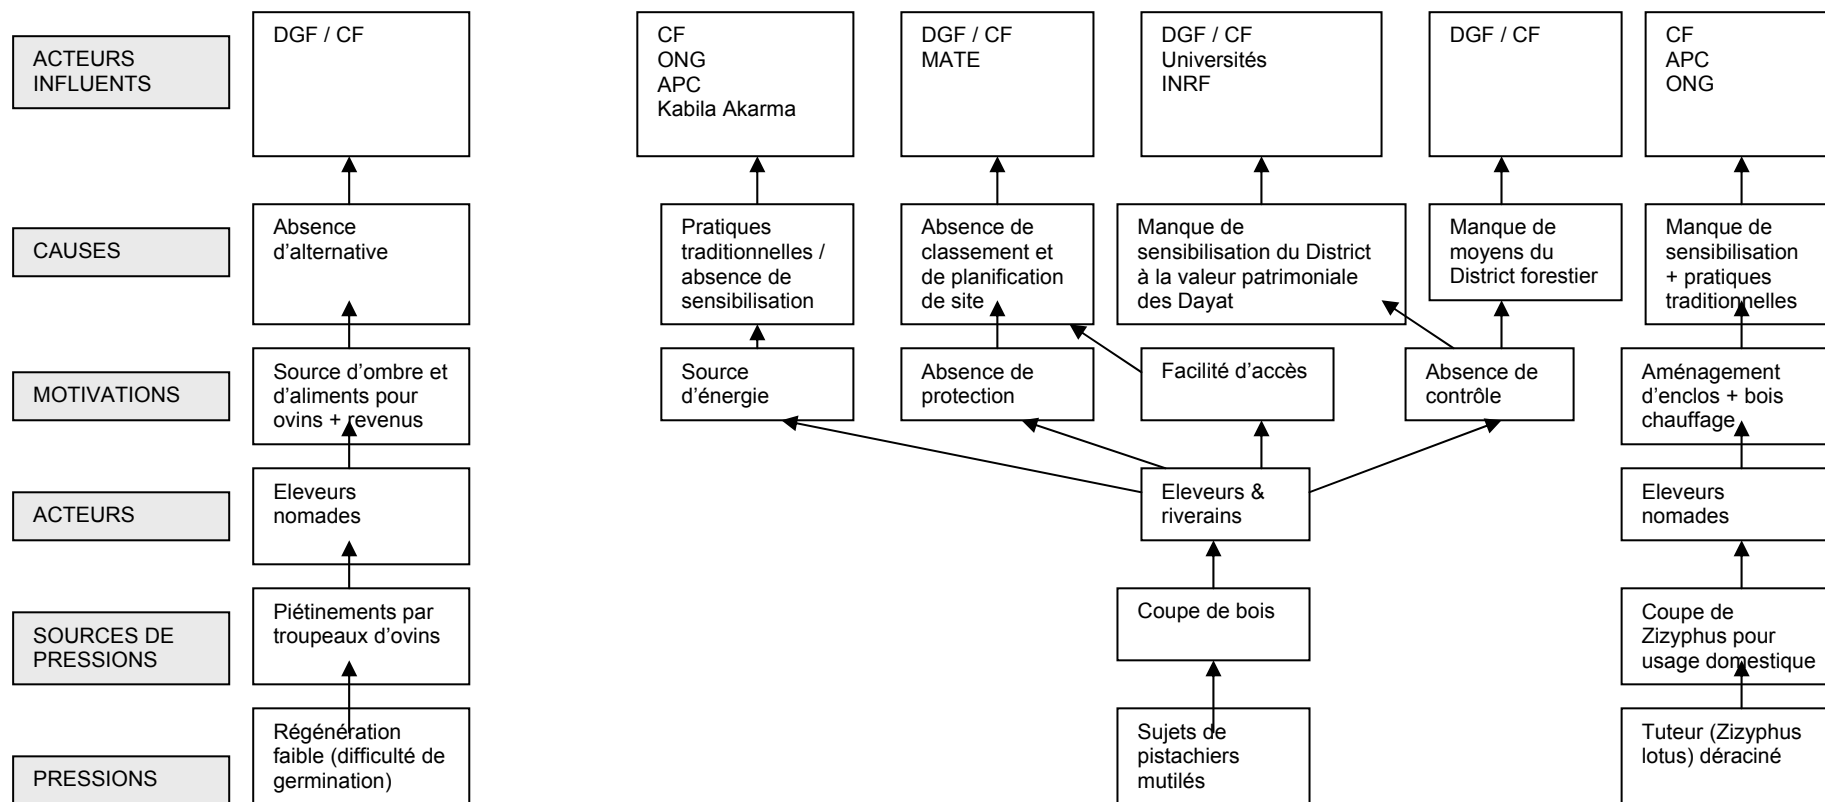 ACTEURS
INFLUENTS
DGF / CF
CF
ONG
APC
Kabila Akarma
DGF / CF
MATE
DGF / CF
Universités
INRF
DGF / CF
CF
APC
ONG
CAUSES
Absence
d’alternative
Pratiques
traditionnelles /
absence de
sensibilisation
Absence de
classement et
de planification
de site
Manque de
sensibilisation du District
à la valeur patrimoniale
des Dayat
Manque de
moyens du
District forestier
Manque de
sensibilisation
+ pratiques
traditionnelles
MOTIVATIONS
Source d’ombre et
d’aliments pour
ovins + revenus
Source
d’énergie
Absence de
protection
Facilité d’accès
Absence de
contrôle
Aménagement
d’enclos + bois
chauffage
ACTEURS
Eleveurs
nomades
Eleveurs &
riverains
Eleveurs
nomades
SOURCES DE
PRESSIONS
Piétinements par
troupeaux d’ovins
Coupe de bois
Coupe de
Zizyphus pour
usage domestique
PRESSIONS
Régénération
faible (difficulté de
germination)
Sujets de
pistachiers
mutilés
Tuteur (Zizyphus
lotus) déraciné